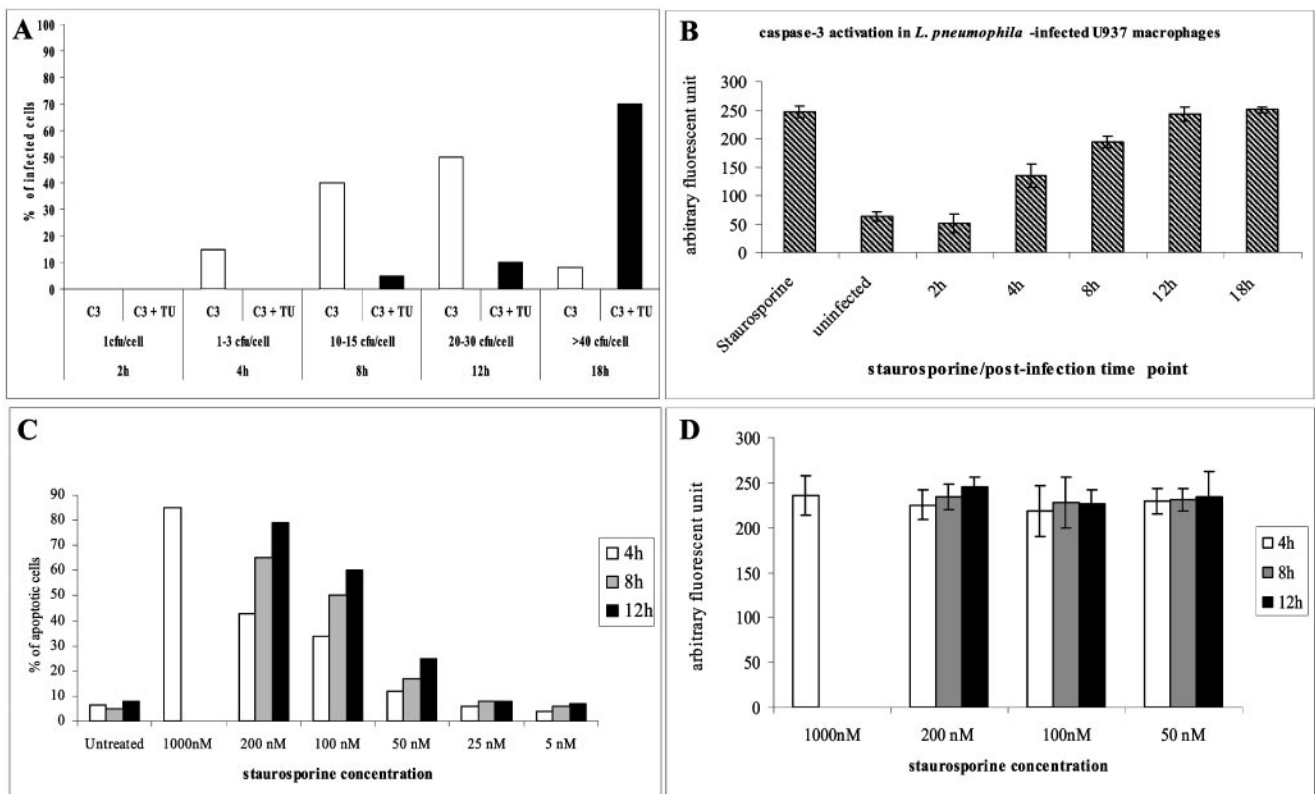 A
100
90
80
70
60
50
40
30
20
10
0
% of infected cells
C3 C3 + TU C3 C3 + TU C3 C3 + TU C3 C3 + TU C3 C3 + TU
1cfu/cell 1-3 cfu/cell 10-15 cfu/cell 20-30 cfu/cell >40 cfu/cell
2h 4h 8h 12h 18h
B
caspase-3 activation in L. pneumophila -infected U937 macrophages
300
250
200
150
100
50
0
arbitrary fluorescent unit
Staurosporine uninfected 2h 4h 8h 12h 18h
staurosporine/post-infection time point
C
90
80
70
60
50
40
30
20
10
0
% of apoptotic cells
Untreated 1000nM 200 nM 100 nM 50 nM 25 nM 5 nM
staurosporine concentration
4h
8h
12h
D
300
250
200
150
100
50
0
arbitrary fluorescent unit
1000nM 200 nM 100nM 50 nM
staurosporine concentration
4h
8h
12h